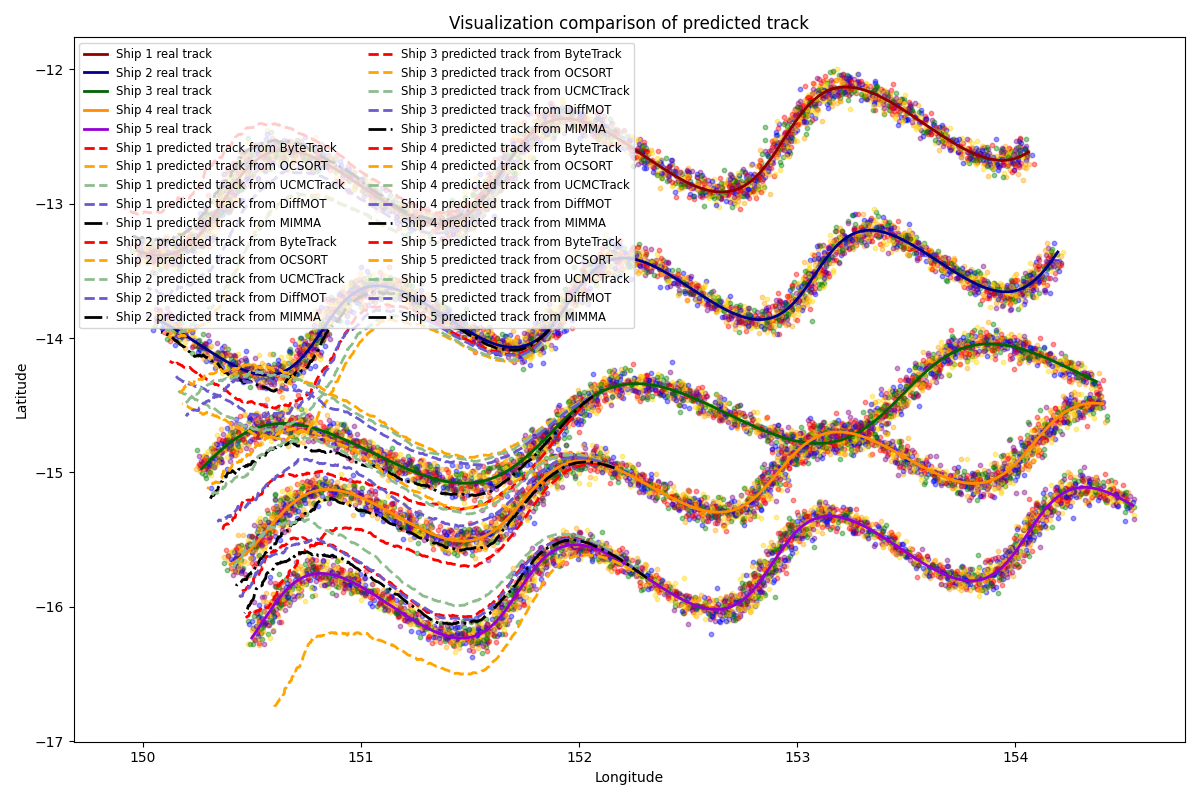 Visualization comparison of predicted track
Ship 1 real track
Ship 2 real track
Ship 3 real track
Ship 4 real track
Ship 5 real track
Ship 1 predicted track from ByteTrack
Ship 1 predicted track from OCSORT
Ship 1 predicted track from UCMCTrack
Ship 1 predicted track from DiffMOT
Ship 1 predicted track from MIMMA
Ship 2 predicted track from ByteTrack
Ship 2 predicted track from OCSORT
Ship 2 predicted track from UCMCTrack
Ship 2 predicted track from DiffMOT
Ship 2 predicted track from MIMMA
Ship 3 predicted track from ByteTrack
Ship 3 predicted track from OCSORT
Ship 3 predicted track from UCMCTrack
Ship 3 predicted track from DiffMOT
Ship 3 predicted track from MIMMA
Ship 4 predicted track from ByteTrack
Ship 4 predicted track from OCSORT
Ship 4 predicted track from UCMCTrack
Ship 4 predicted track from DiffMOT
Ship 4 predicted track from MIMMA
Ship 5 predicted track from ByteTrack
Ship 5 predicted track from OCSORT
Ship 5 predicted track from UCMCTrack
Ship 5 predicted track from DiffMOT
Ship 5 predicted track from MIMMA
−12
−13
−14
−15
−16
−17
Latitude
150
151
152
153
154
Longitude